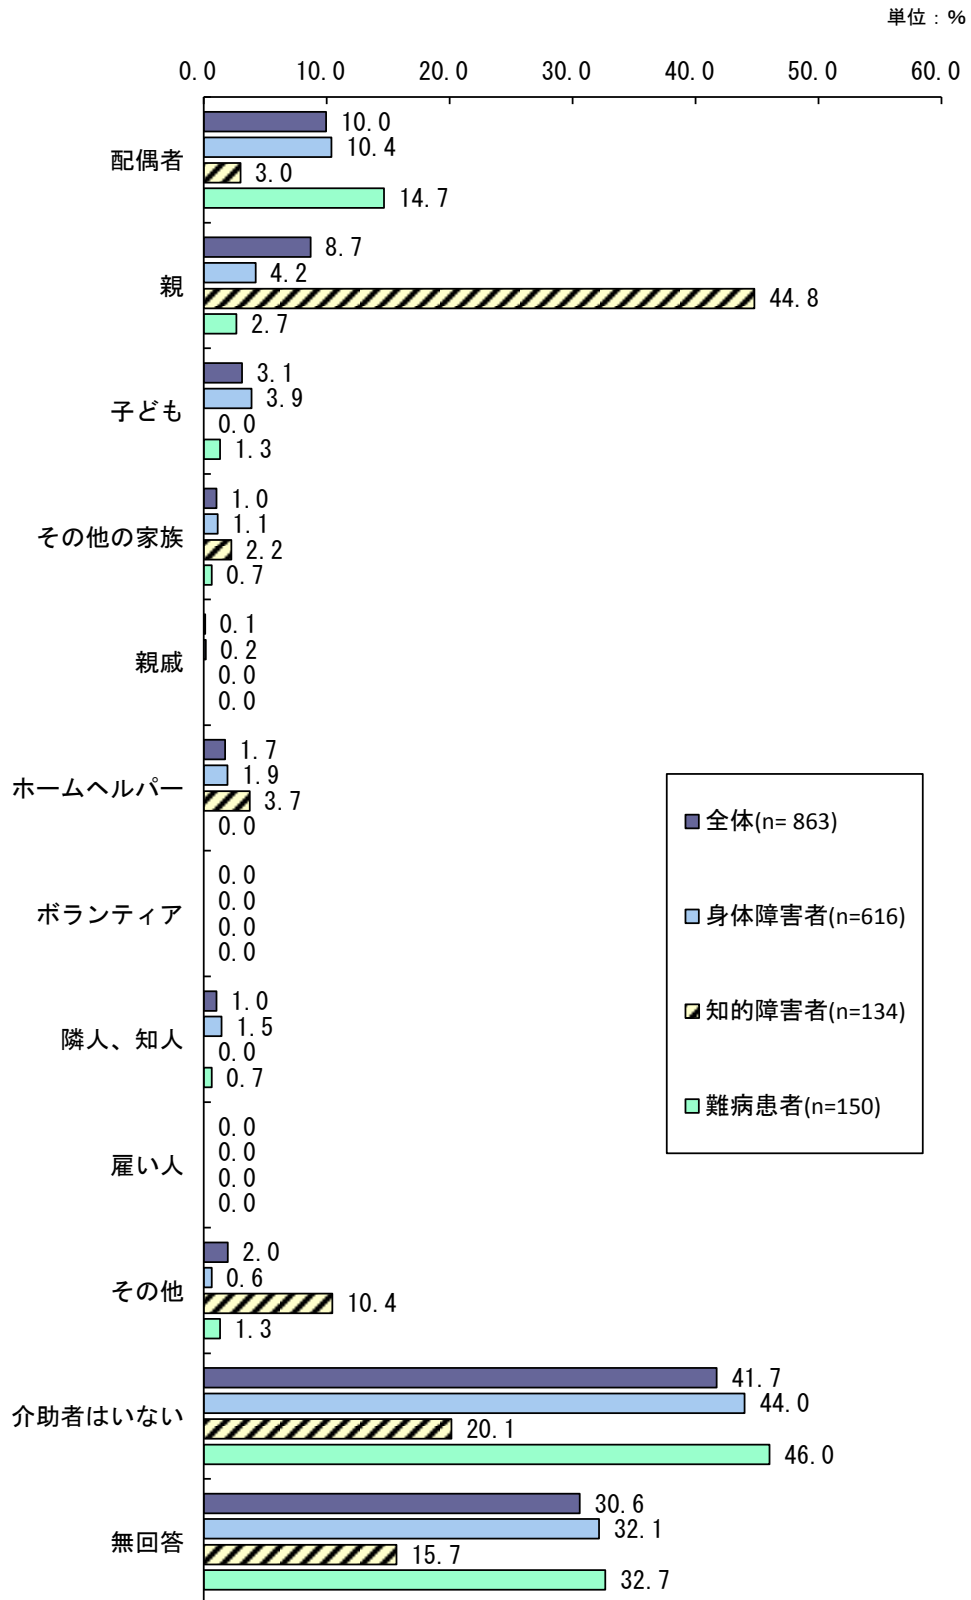 単位：%
0.0 10.0 20.0 30.0 40.0 50.0 60.0
配偶者
10.0
10.4
3.0
14.7
親
8.7
4.2
44.8
2.7
子ども
3.1
3.9
0.0
1.3
その他の家族
1.0
1.1
2.2
0.7
親戚
0.1
0.2
0.0
0.0
ホームヘルパー
1.7
1.9
3.7
0.0
ボランティア
0.0
0.0
0.0
0.0
隣人、知人
1.0
1.5
0.0
0.7
雇い人
0.0
0.0
0.0
0.0
その他
2.0
0.6
10.4
1.3
介助者はいない
41.7
44.0
20.1
46.0
無回答
30.6
32.1
15.7
32.7
全体(n= 863)
身体障害者(n=616)
知的障害者(n=134)
難病患者(n=150)